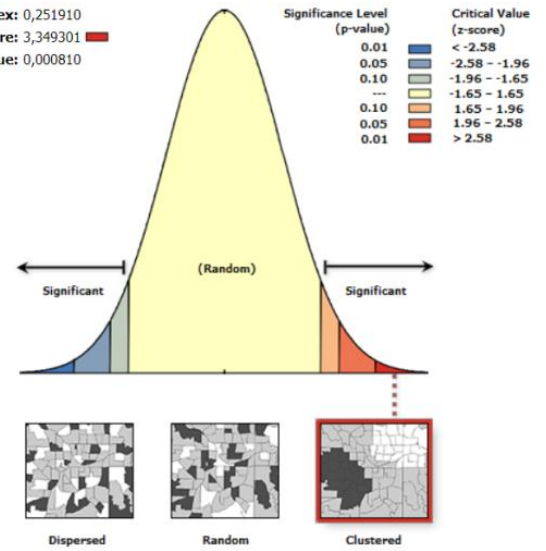 ex: 0,251910
re: 3,349301
ue: 0,000810
Significance Level
(p-value)
0.01
0.05
0.10
---
0.10
0.05
0.01
Critical Value
(z-score)
< -2.58
-2.58 – -1.96
-1.96 – -1.65
-1.65 – 1.65
1.65 – 1.96
1.96 – 2.58
> 2.58
(Random)
Significant
Significant
Dispersed
Random
Clustered